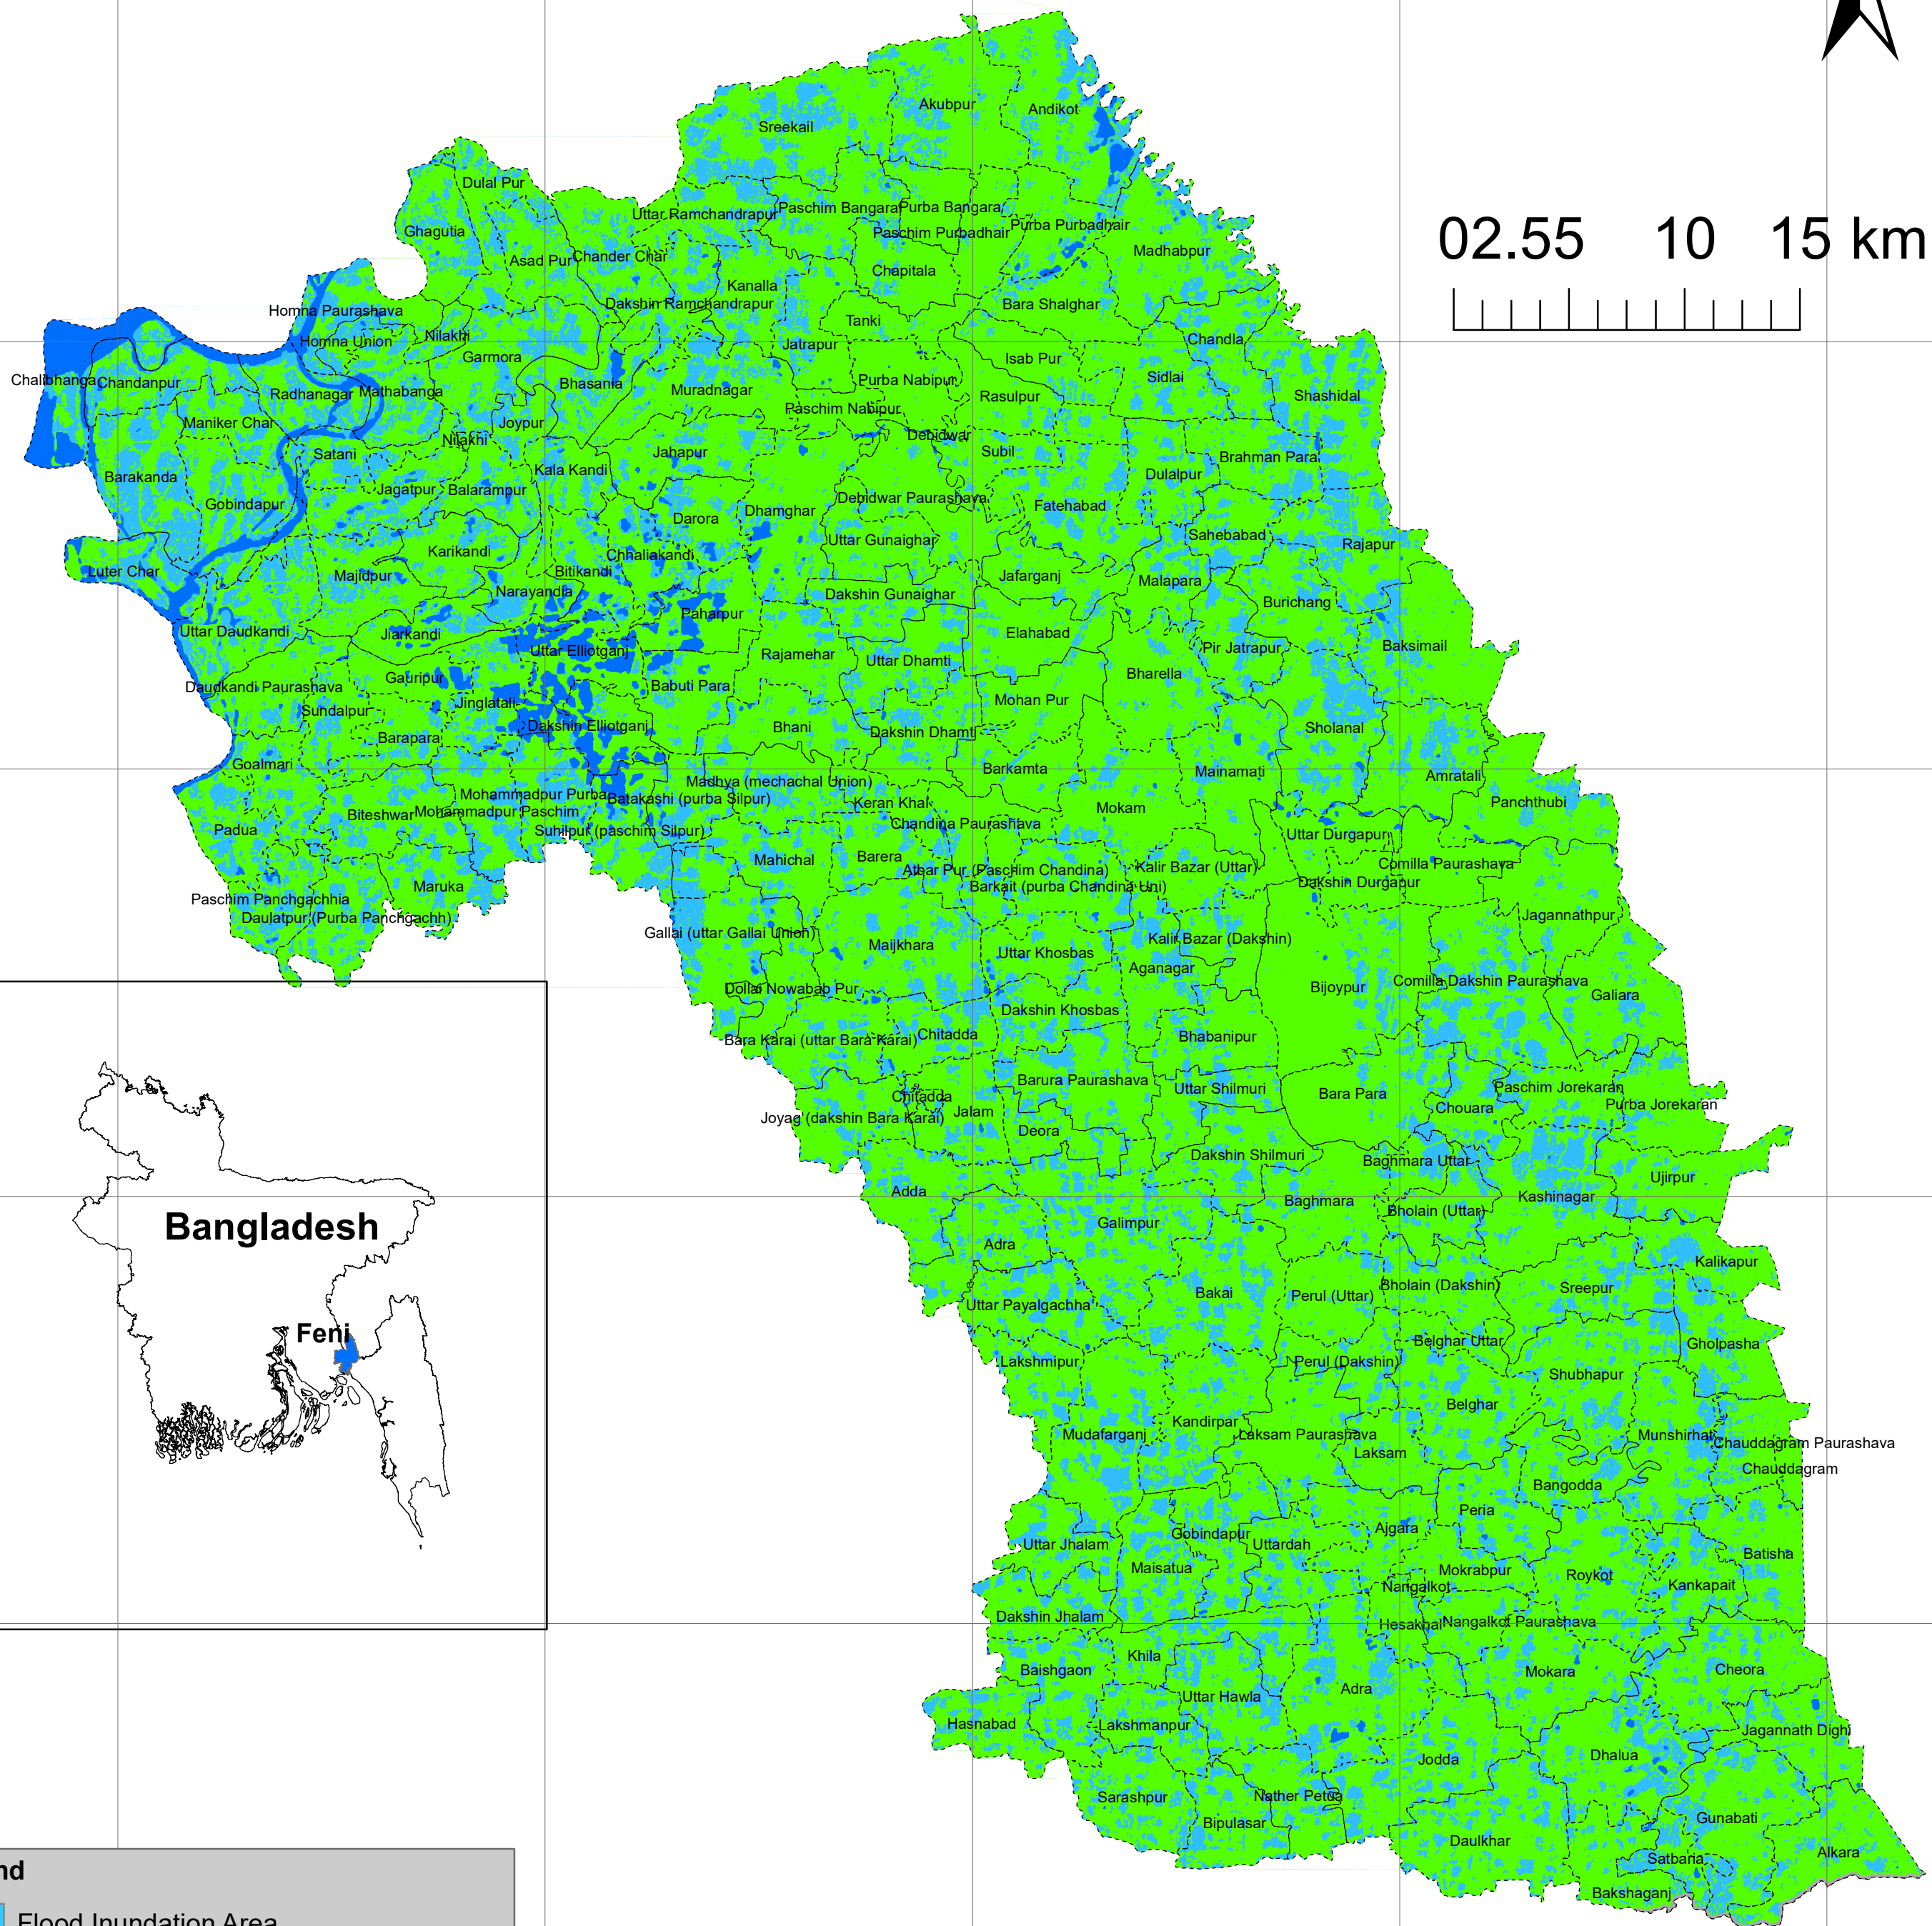 Akubpur
Andikot
Sreekail
Dulal Pur
Uttar Ramchandrapur
Paschim Bangara
Purba Bangara
Ghagutia
Paschim Purbadhair
Purba Purbadhair
02.55 10 15 km
Madhabpur
Asad Pur
Chander Char
Chapitala
Kanalla
Dakshin Ramchandrapur
Bara Shalghar
Homna Paurashava
Tanki
Homna Union
Nilakhi
Jatrapur
Chandla
Garmora
Isab Pur
Chalibhanga
Chandanpur
Bhasania
Purba Nabipur
Sidlai
Radhanagar
Mathabanga
Muradnagar
Rasulpur
Shashidal
Maniker Char
Joypur
Paschim Nabipur
Nilakhi
Debidwar
Satani
Jahapur
Subil
Brahman Para
Barakanda
Kala Kandi
Dulalpur
Jagatpur
Balarampur
Gobindapur
Debidwar Paurashava
Fatehabad
Darora
Dhamghar
Uttar Gunaighar
Sahebabad
Rajapur
Karikandi
Chhaliakandi
Luter Char
Majidpur
Bitikandi
Jafarganj
Malapara
Narayandia
Dakshin Gunaighar
Burichang
Paharpur
Uttar Daudkandi
Jiarkandi
Elahabad
Uttar Elliotganj
Rajamehar
Uttar Dhamti
Pir Jatrapur
Baksimail
Gauripur
Babuti Para
Bharella
Daudkandi Paurashava
Jinglatali
Mohan Pur
Sundalpur
Dakshin Elliotganj
Bhani
Dakshin Dhamti
Sholanal
Barapara
Goalmari
Barkamta
Mainamati
Amratali
Madhya (mechachal Union)
Mohammadpur Purba
Batakashi (purba Silpur)
Keran Khal
Mokam
Panchthubi
Biteshwar
Mohammadpur Paschim
Padua
Suhilpur (paschim Silpur)
Chandina Paurashava
Uttar Durgapur
Mahichal
Barera
Albar Pur (Paschim Chandina)
Kalir Bazar (Uttar)
Comilla Paurashava
Maruka
Barkait (purba Chandina Uni)
Dakshin Durgapur
Paschim Panchgachhia
Daulatpur (Purba Panchgachh)
Jagannathpur
Gallai (uttar Gallai Union)
Maijkhara
Uttar Khosbas
Kalir Bazar (Dakshin)
Aganagar
Dollai Nowabab Pur
Bijoypur
Comilla Dakshin Paurashava
Galiara
Dakshin Khosbas
Bara Karai (uttar Bara Karai)
Chitadda
Bhabanipur
Barura Paurashava
Uttar Shilmuri
Bara Para
Paschim Jorekaran
Chitadda
Jalam
Chouara
Purba Jorekaran
Joyag (dakshin Bara Karai)
Deora
Dakshin Shilmuri
Baghmara Uttar
Ujirpur
Adda
Baghmara
Kashinagar
Bangladesh
Galimpur
Bholain (Uttar)
Adra
Kalikapur
Uttar Payalgachha
Bakai
Perul (Uttar)
Bholain (Dakshin)
Sreepur
Feni
Belghar Uttar
Gholpasha
Lakshmipur
Perul (Dakshin)
Shubhapur
Belghar
Mudafarganj
Kandirpar
Laksam Paurashava
Munshirhat
Chauddagram Paurashava
Laksam
Chauddagram
Bangodda
Peria
Gobindapur
Ajgara
Uttar Jhalam
Uttardah
Batisha
Maisatua
Mokrabpur
Roykot
Kankapait
Nangalkot
Dakshin Jhalam
Hesakhal
Nangalkot Paurashava
Khila
Baishgaon
Mokara
Cheora
Uttar Hawla
Adra
Hasnabad
Lakshmanpur
Jagannath Dighi
Jodda
Dhalua
Sarashpur
Nather Petua
Bipulasar
Gunabati
Daulkhar
Satbaria
Alkara
Bakshaganj
nd
Flood Inundation Area